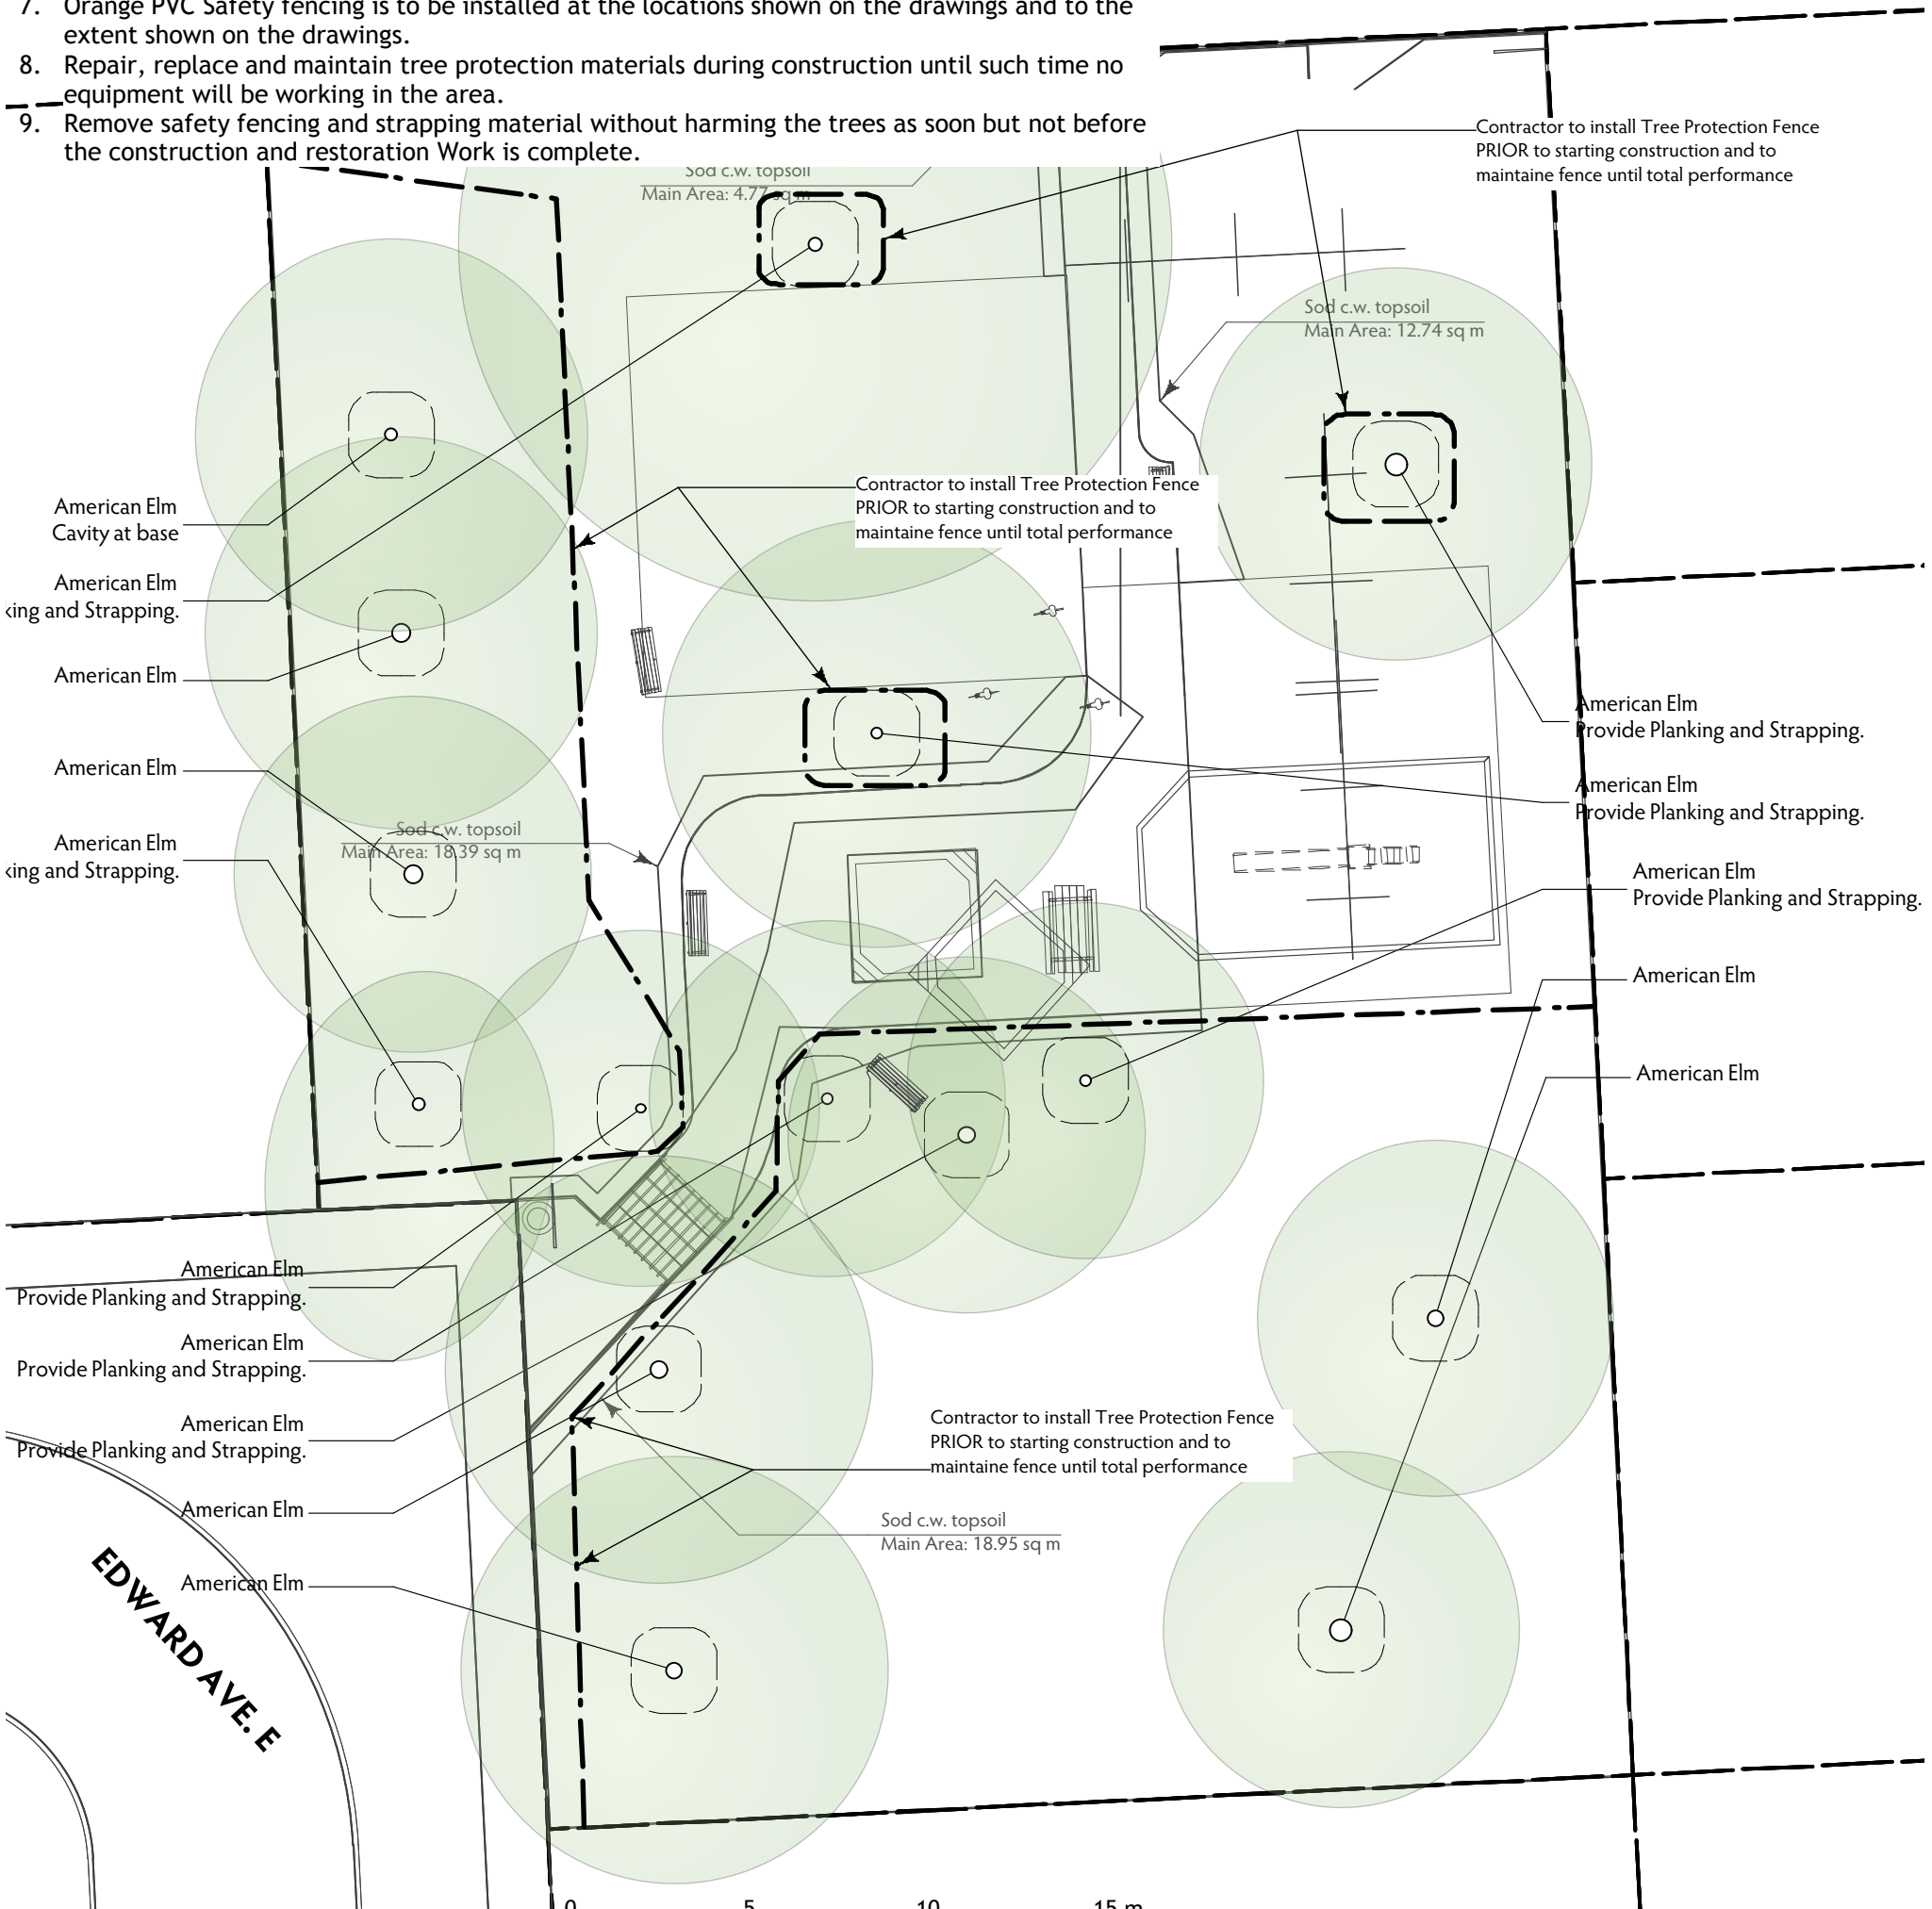 7. Orange PVC Safety fencing is to be installed at the locations shown on the drawings and to the
extent shown on the drawings.
8. Repair, replace and maintain tree protection materials during construction until such time no
equipment will be working in the area.
9. Remove safety fencing and strapping material without harming the trees as soon but not before
the construction and restoration Work is complete.
Contractor to install Tree Protection Fence
PRIOR to starting construction and to
maintaine fence until total performance
Sod c.w. topsoil
Main Area: 4.77 sq m
Sod c.w. topsoil
Main Area: 12.74 sq m
Contractor to install Tree Protection Fence
PRIOR to starting construction and to
maintaine fence until total performance
American Elm
Cavity at base
American Elm
king and Strapping.
American Elm
American Elm
Sod c.w. topsoil
Main Area: 18.39 sq m
American Elm
king and Strapping.
American Elm
Provide Planking and Strapping.
American Elm
Provide Planking and Strapping.
American Elm
Provide Planking and Strapping.
American Elm
American Elm
American Elm
Provide Planking and Strapping.
American Elm
Provide Planking and Strapping.
American Elm
Provide Planking and Strapping.
American Elm
American Elm
Contractor to install Tree Protection Fence
PRIOR to starting construction and to
maintaine fence until total performance
Sod c.w. topsoil
Main Area: 18.95 sq m
EDWARD AVE. E
0 5 10 15 m